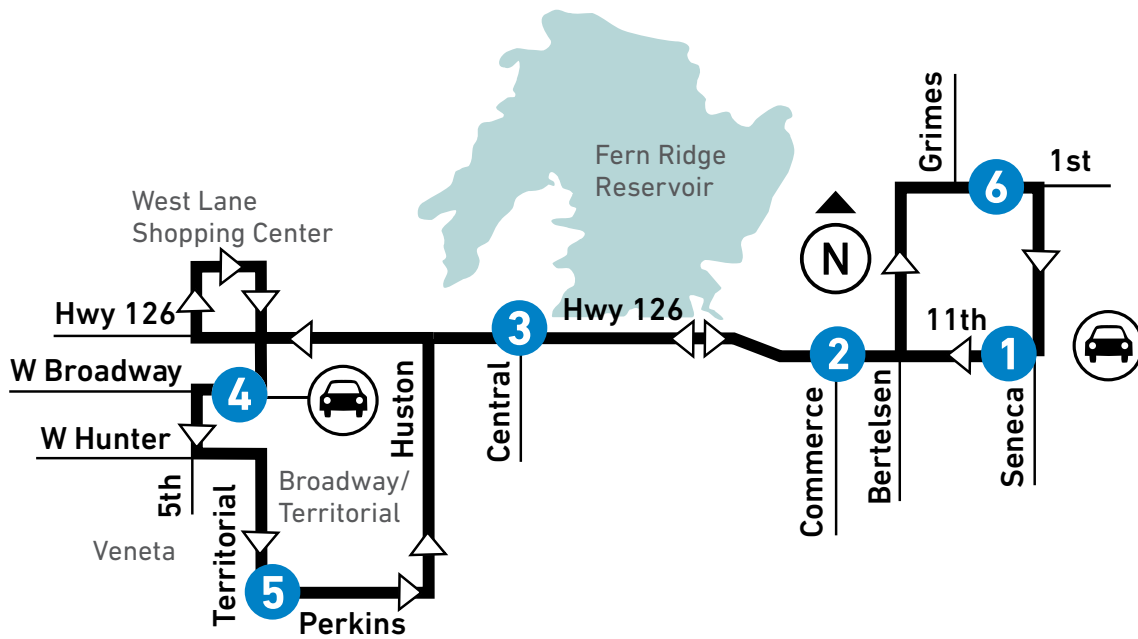 Grimes
6
1st
Fern Ridge
Reservoir
West Lane
Shopping Center
N
Hwy 126
3
Hwy 126
11th
2
1
W Broadway
4
Huston
Central
Commerce
Bertelsen
Seneca
W Hunter
5th
Territorial
Broadway/
Territorial
Veneta
5
Perkins